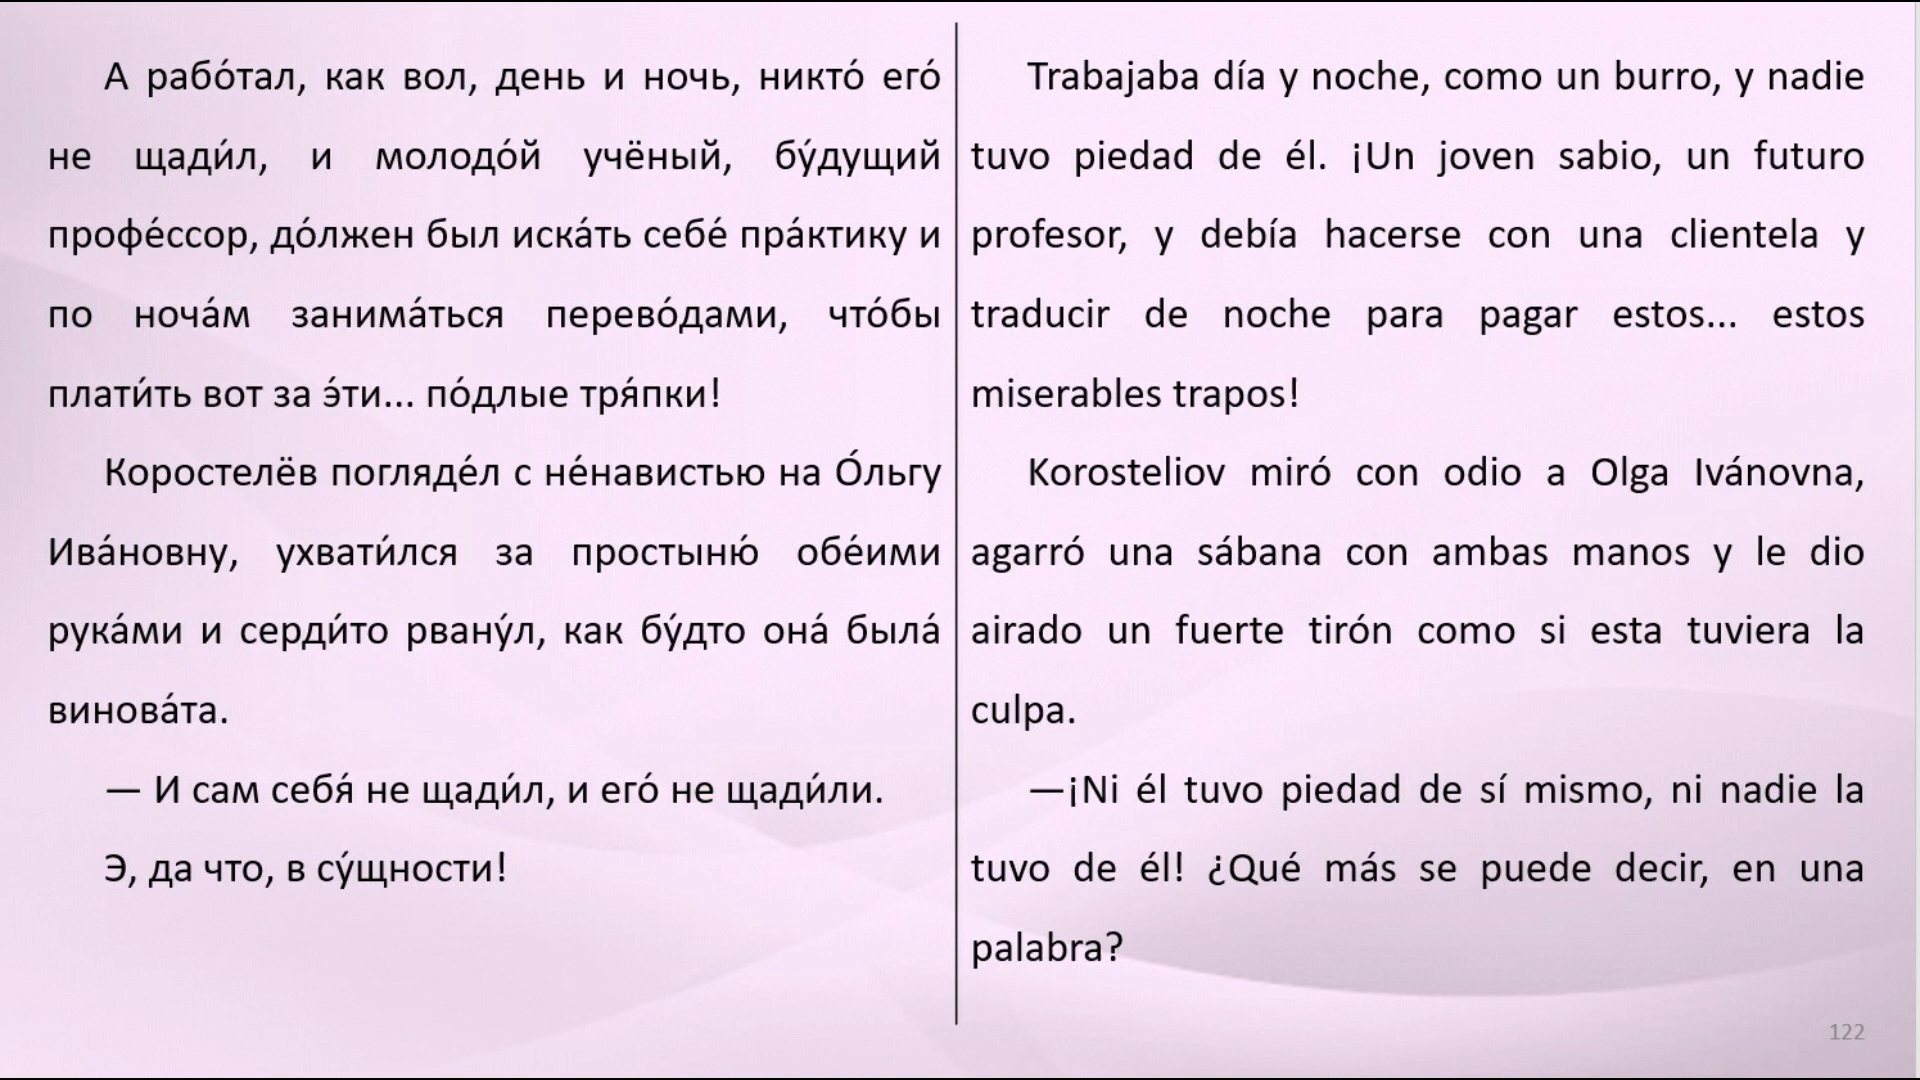 А рабо́тал, как вол, день и ночь, никто́ его́
не щади́л, и молодо́й учёный, бу́дущий
профе́ссор, до́лжен был иска́ть себе́ пра́ктику и
по ноча́м занима́ться перево́дами, что́бы
плати́ть вот за э́ти... по́длые тря́пки!
Коростелёв погляде́л с не́навистью на О́льгу
Ива́новну, ухвати́лся за простыню́ обе́ими
рука́ми и серди́то рвану́л, как бу́дто она́ была́
винова́та.
— И сам себя́ не щади́л, и его́ не щади́ли.
Э, да что, в су́щности!
Trabajaba día y noche, como un burro, y nadie
tuvo piedad de él. ¡Un joven sabio, un futuro
profesor, y debía hacerse con una clientela y
traducir de noche para pagar estos... estos
miserables trapos!
Korosteliov miró con odio a Olga Ivánovna,
agarró una sábana con ambas manos y le dio
airado un fuerte tirón como si esta tuviera la
culpa.
—¡Ni él tuvo piedad de sí mismo, ni nadie la
tuvo de él! ¿Qué más se puede decir, en una
palabra?
122